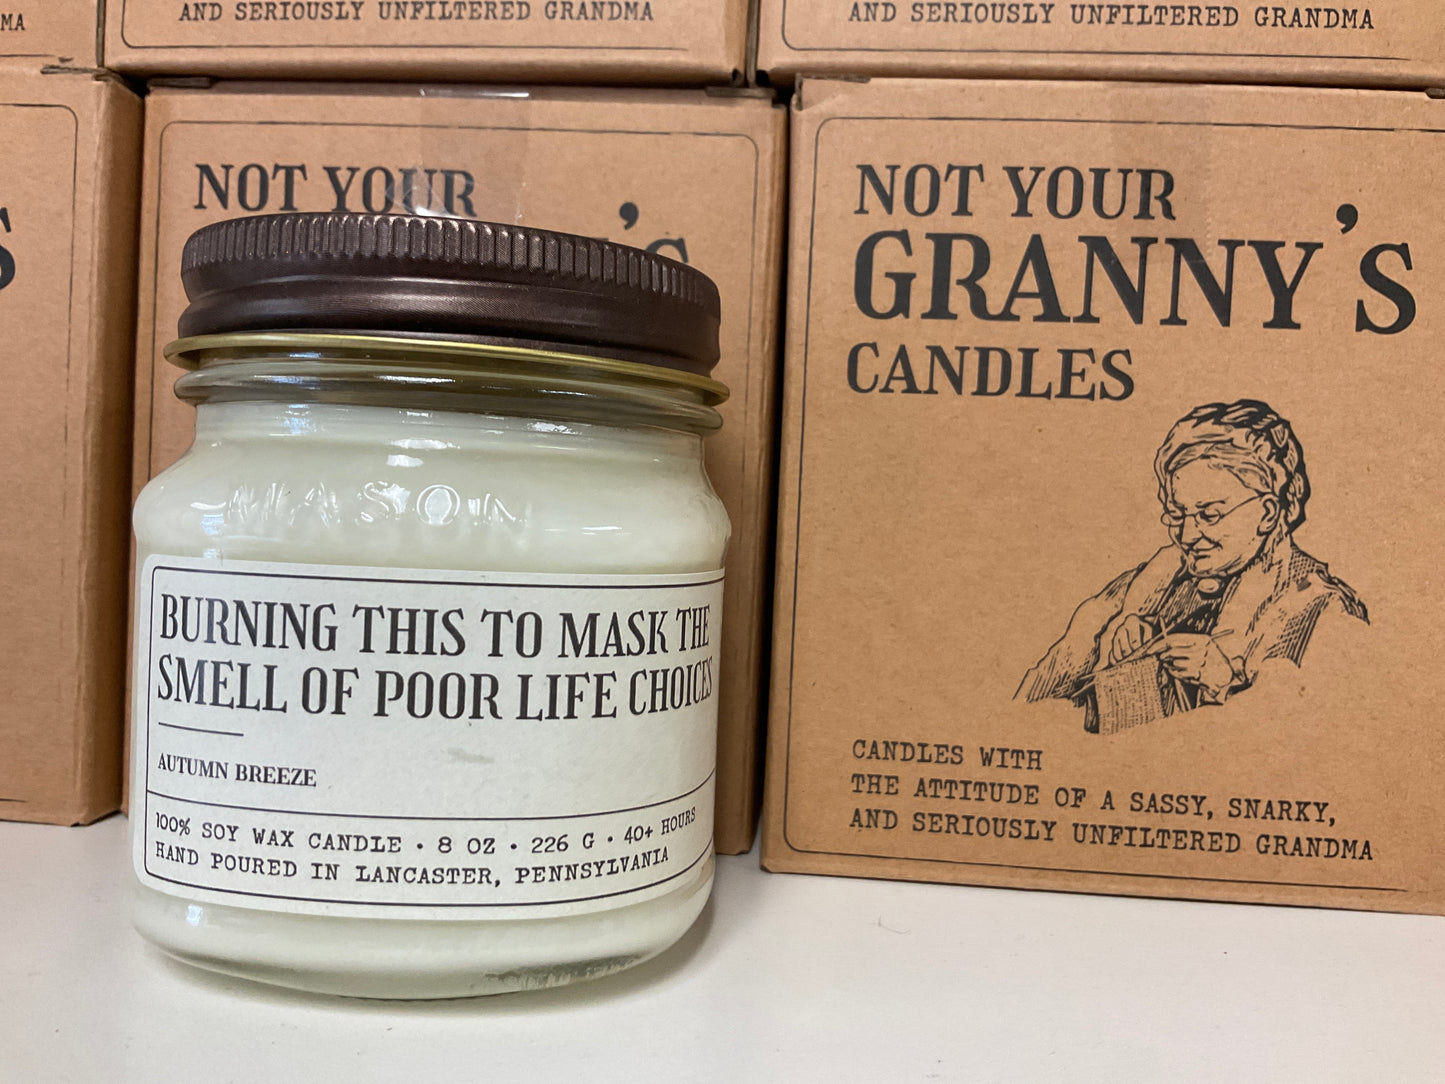 MA
AND SERIOUSLY UNFILTERED GRANDMA
AND SERIOUSLY UNFILTERED GRANDMA
S
NOT YOUR
'S
NOT YOUR
GRANNY'S
CANDLES
CANDLES WITH
THE ATTITUDE OF A SASSY, SNARKY,
AND SERIOUSLY UNFILTERED GRANDMA
MASON
BURNING THIS TO MASK THE
SMELL OF POOR LIFE CHOICES
AUTUMN BREEZE
100% SOY WAX CANDLE • 8 OZ • 226 G • 40+ HOURS
HAND POURED IN LANCASTER, PENNSYLVANIA